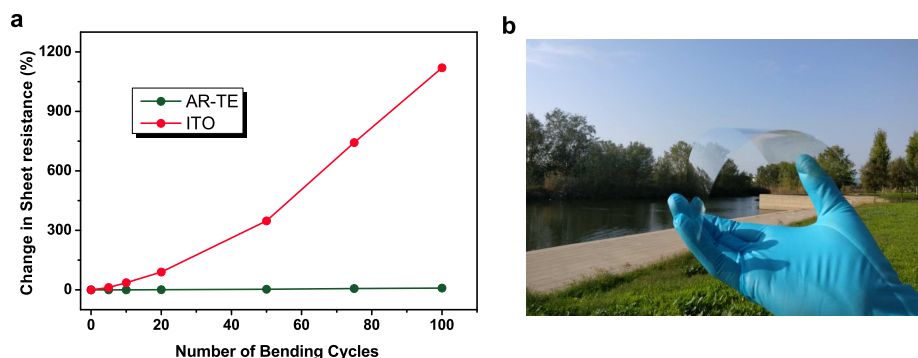 a
b
Change in Sheet resistance (%)
1200
900
600
300
0
AR-TE
ITO
0
20
40
60
80
100
Number of Bending Cycles